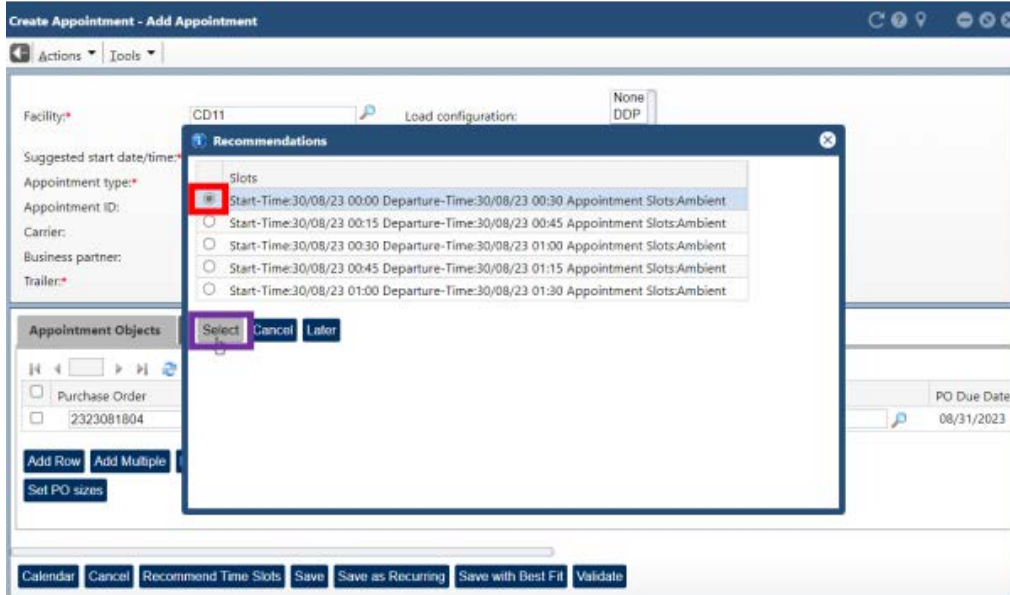 Create Appointment - Add Appointment
Actions Tools
Facility:*
CD11
Load configuration:
None
DDP
Suggested start date/time:*
Appointment type:*
Appointment ID:
Carrier:
Business partner:
Trailer:*
Recommendations
Slots
Start-Time:30/08/23 00:00 Departure-Time:30/08/23 00:30 Appointment Slots:Ambient
Start-Time:30/08/23 00:15 Departure-Time:30/08/23 00:45 Appointment Slots:Ambient
Start-Time:30/08/23 00:30 Departure-Time:30/08/23 01:00 Appointment Slots:Ambient
Start-Time:30/08/23 00:45 Departure-Time:30/08/23 01:15 Appointment Slots:Ambient
Start-Time:30/08/23 01:00 Departure-Time:30/08/23 01:30 Appointment Slots:Ambient
Select Cancel Later
Appointment Objects
Purchase Order
PO Due Date
2323081804
08/31/2023
Add Row Add Multiple
Set PO sizes
Calendar Cancel Recommend Time Slots Save Save as Recurring Save with Best Fit Validate